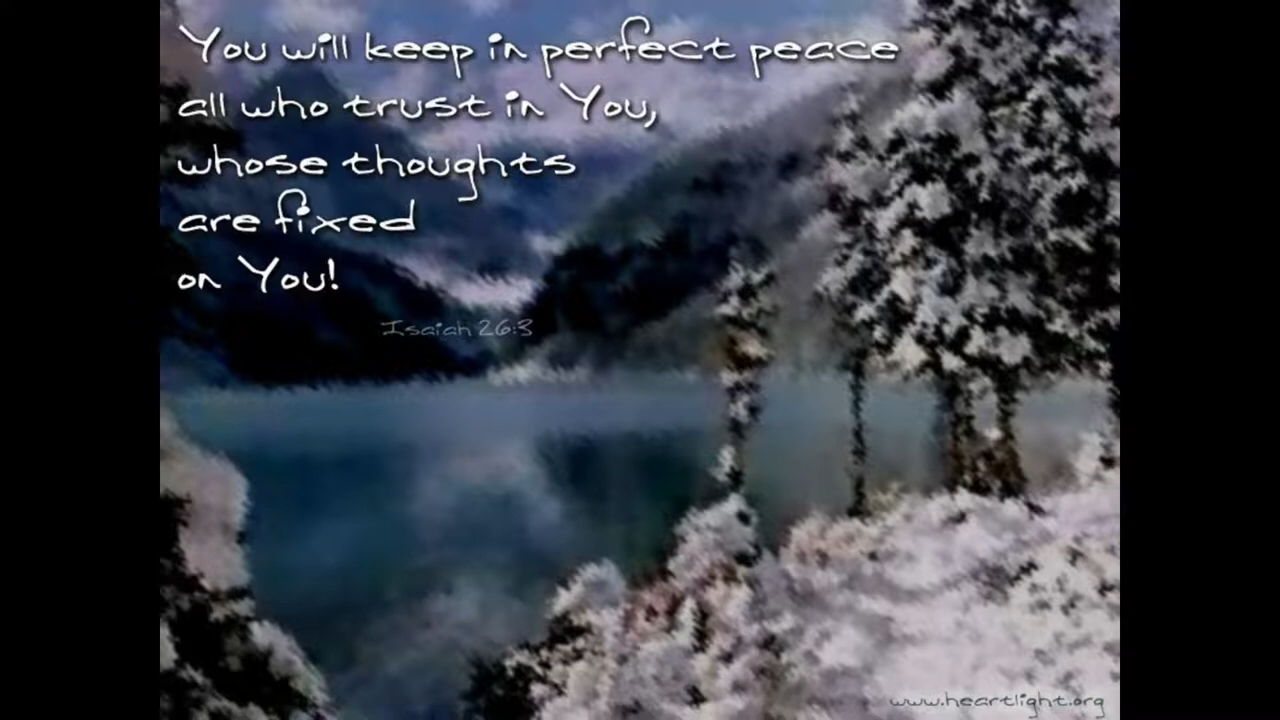 You will keep in perfect peace
all who trust in You,
whose thoughts
are fixed
on You!
Isaiah 26:3
www.heartlight.org